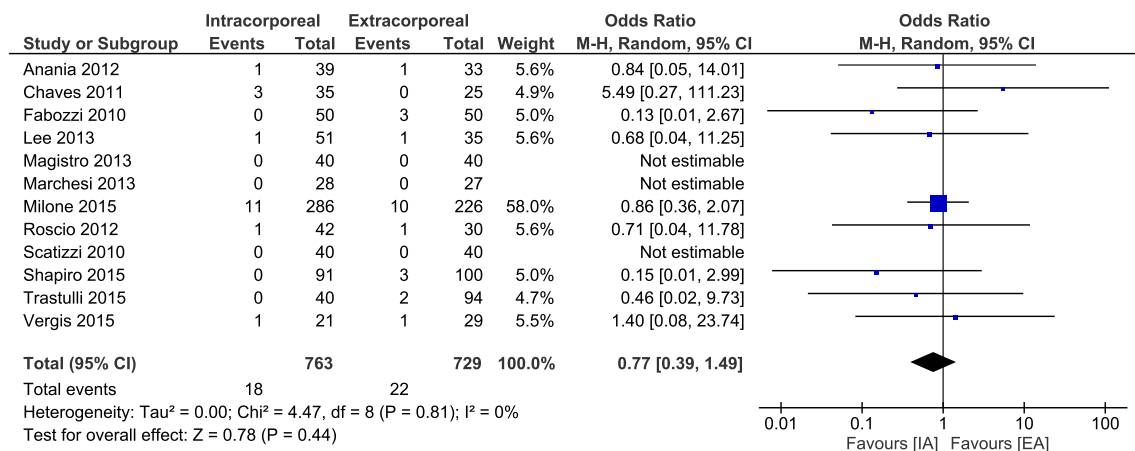 Intracorporeal Extracorporeal Odds Ratio Odds Ratio
Study or Subgroup Events Total Events Total Weight M-H, Random, 95% CI M-H, Random, 95% CI
Anania 2012 1 39 1 33 5.6% 0.84 [0.05, 14.01]
Chaves 2011 3 35 0 25 4.9% 5.49 [0.27, 111.23]
Fabozzi 2010 0 50 3 50 5.0% 0.13 [0.01, 2.67]
Lee 2013 1 51 1 35 5.6% 0.68 [0.04, 11.25]
Magistro 2013 0 40 0 40 Not estimable
Marchesi 2013 0 28 0 27 Not estimable
Milone 2015 11 286 10 226 58.0% 0.86 [0.36, 2.07]
Roscio 2012 1 42 1 30 5.6% 0.71 [0.04, 11.78]
Scatizzi 2010 0 40 0 40 Not estimable
Shapiro 2015 0 91 3 100 5.0% 0.15 [0.01, 2.99]
Trastulli 2015 0 40 2 94 4.7% 0.46 [0.02, 9.73]
Vergis 2015 1 21 1 29 5.5% 1.40 [0.08, 23.74]
Total (95% CI) 763 729 100.0% 0.77 [0.39, 1.49]
Total events 18 22
Heterogeneity: Tau² = 0.00; Chi² = 4.47, df = 8 (P = 0.81); I² = 0%
Test for overall effect: Z = 0.78 (P = 0.44)
0.01 0.1 1 10 100
Favours [IA] Favours [EA]